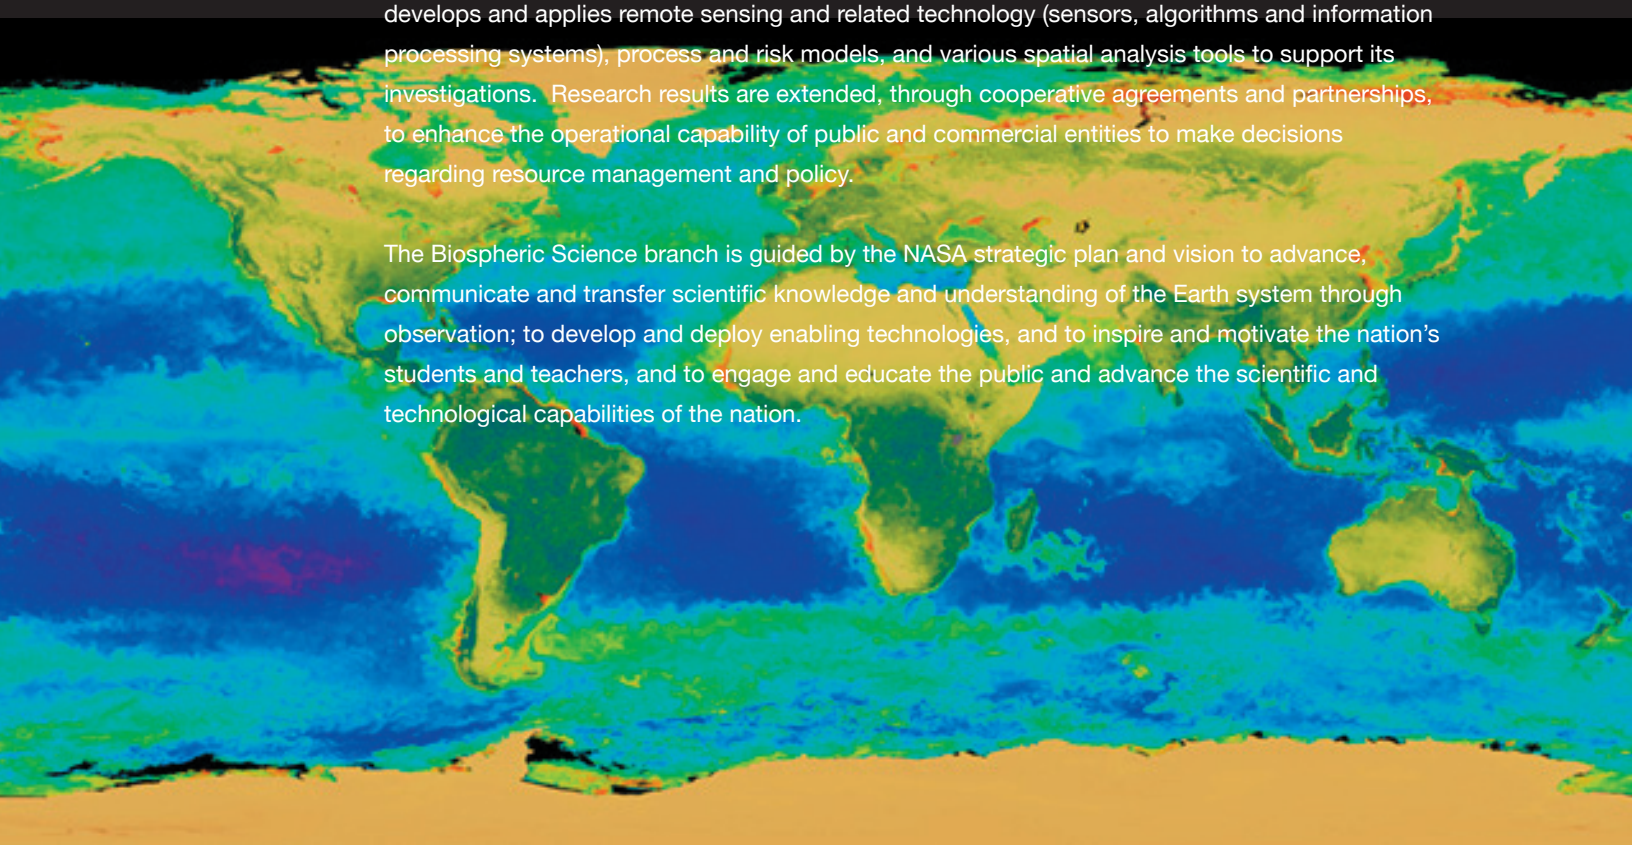 develops and applies remote sensing and related technology (sensors, algorithms and information
processing systems), process and risk models, and various spatial analysis tools to support its
investigations.  Research results are extended, through cooperative agreements and partnerships,
to enhance the operational capability of public and commercial entities to make decisions
regarding resource management and policy.
The Biospheric Science branch is guided by the NASA strategic plan and vision to advance,
communicate and transfer scientific knowledge and understanding of the Earth system through
observation; to develop and deploy enabling technologies, and to inspire and motivate the nation’s
students and teachers, and to engage and educate the public and advance the scientific and
technological capabilities of the nation.